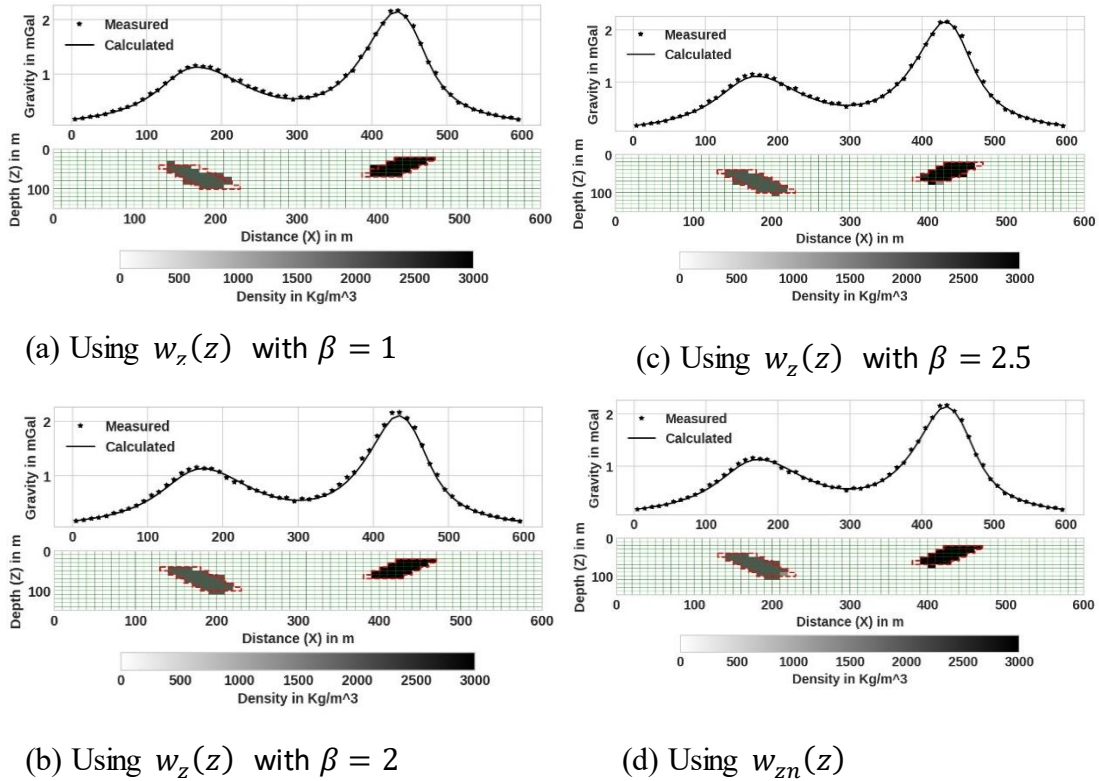 Gravity in mGal
2
1
Measured
Calculated
0 100 200 300 400 500 600
Depth (Z) in m
0
100
0 100 200 300 400 500 600
Distance (X) in m
0 500 1000 1500 2000 2500 3000
Density in Kg/m^3
(a) Using w_z(z) with β = 1
Gravity in mGal
2
1
Measured
Calculated
0 100 200 300 400 500 600
Depth (Z) in m
0
100
0 100 200 300 400 500 600
Distance (X) in m
0 500 1000 1500 2000 2500 3000
Density in Kg/m^3
(c) Using w_z(z) with β = 2.5
Gravity in mGal
2
1
Measured
Calculated
0 100 200 300 400 500 600
Depth (Z) in m
0
100
0 100 200 300 400 500 600
Distance (X) in m
0 500 1000 1500 2000 2500 3000
Density in Kg/m^3
(b) Using w_z(z) with β = 2
Gravity in mGal
2
1
Measured
Calculated
0 100 200 300 400 500 600
Depth (Z) in m
0
100
0 100 200 300 400 500 600
Distance (X) in m
0 500 1000 1500 2000 2500 3000
Density in Kg/m^3
(d) Using w_zn(z)